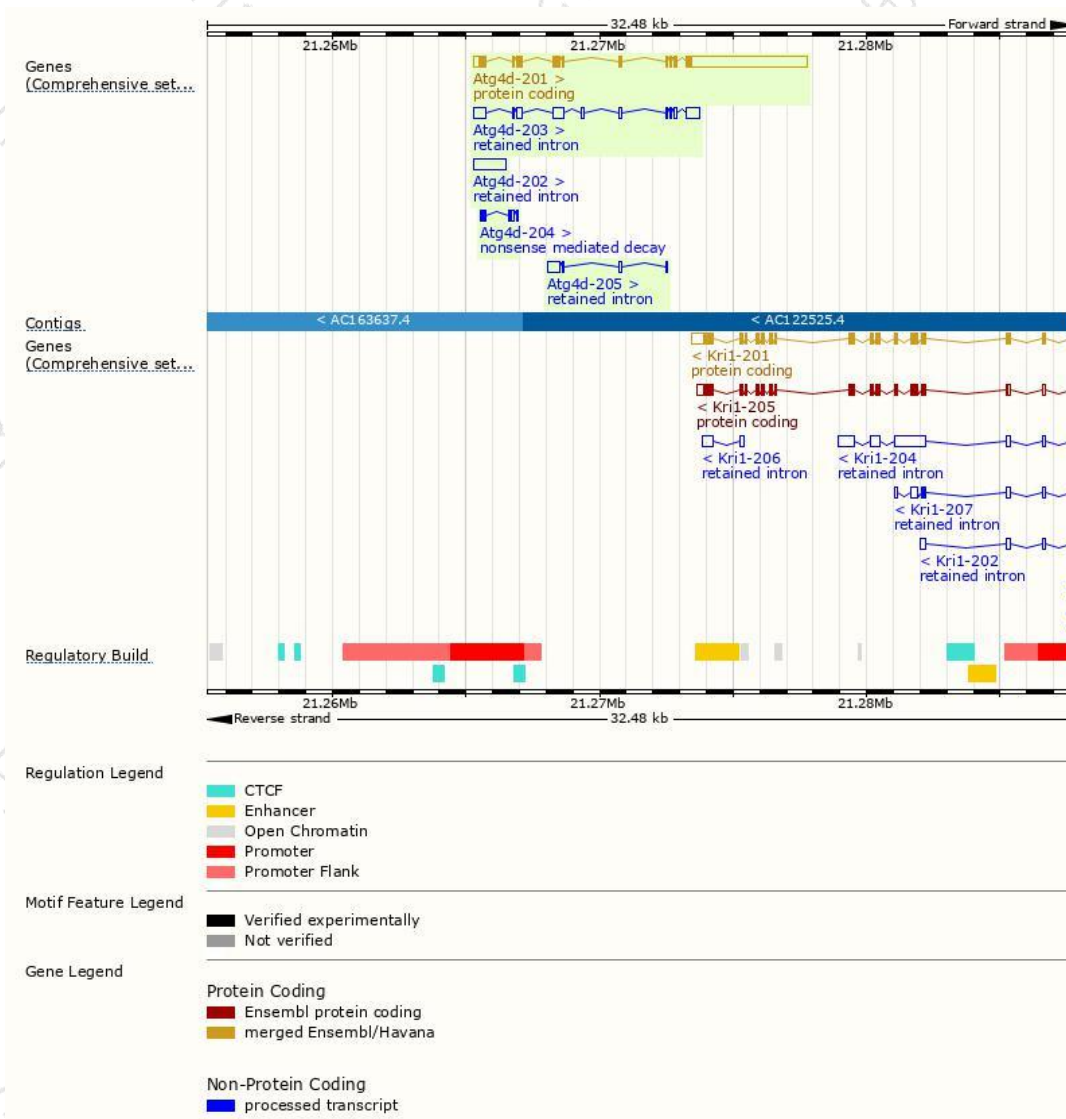 32.48 kb
Forward strand
21.26Mb 21.27Mb 21.28Mb
Genes
(Comprehensive set...
Atg4d-201 >
protein coding
Atg4d-203 >
retained intron
Atg4d-202 >
retained intron
Atg4d-204 >
nonsense mediated decay
Atg4d-205 >
retained intron
Contigs
< AC163637.4 < AC122525.4
Genes
(Comprehensive set...
< Kri1-201
protein coding
< Kri1-205
protein coding
< Kri1-206 < Kri1-204
retained intron retained intron
< Kri1-207
retained intron
< Kri1-202
retained intron
Regulatory Build
21.26Mb 21.27Mb 21.28Mb
Reverse strand 32.48 kb
Regulation Legend
CTCF
Enhancer
Open Chromatin
Promoter
Promoter Flank
Motif Feature Legend
Verified experimentally
Not verified
Gene Legend
Protein Coding
Ensembl protein coding
merged Ensembl/Havana
Non-Protein Coding
processed transcript